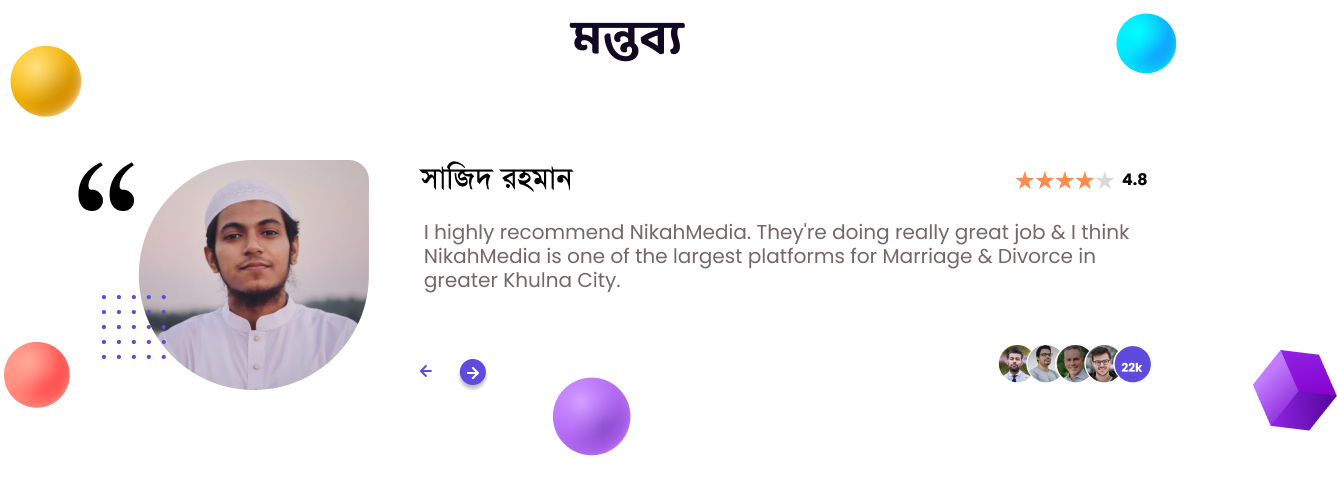 মন্তব্য
সাজিদ রহমান
4.8
I highly recommend NikahMedia. They're doing really great job & I think
NikahMedia is one of the largest platforms for Marriage & Divorce in
greater Khulna City.
22k